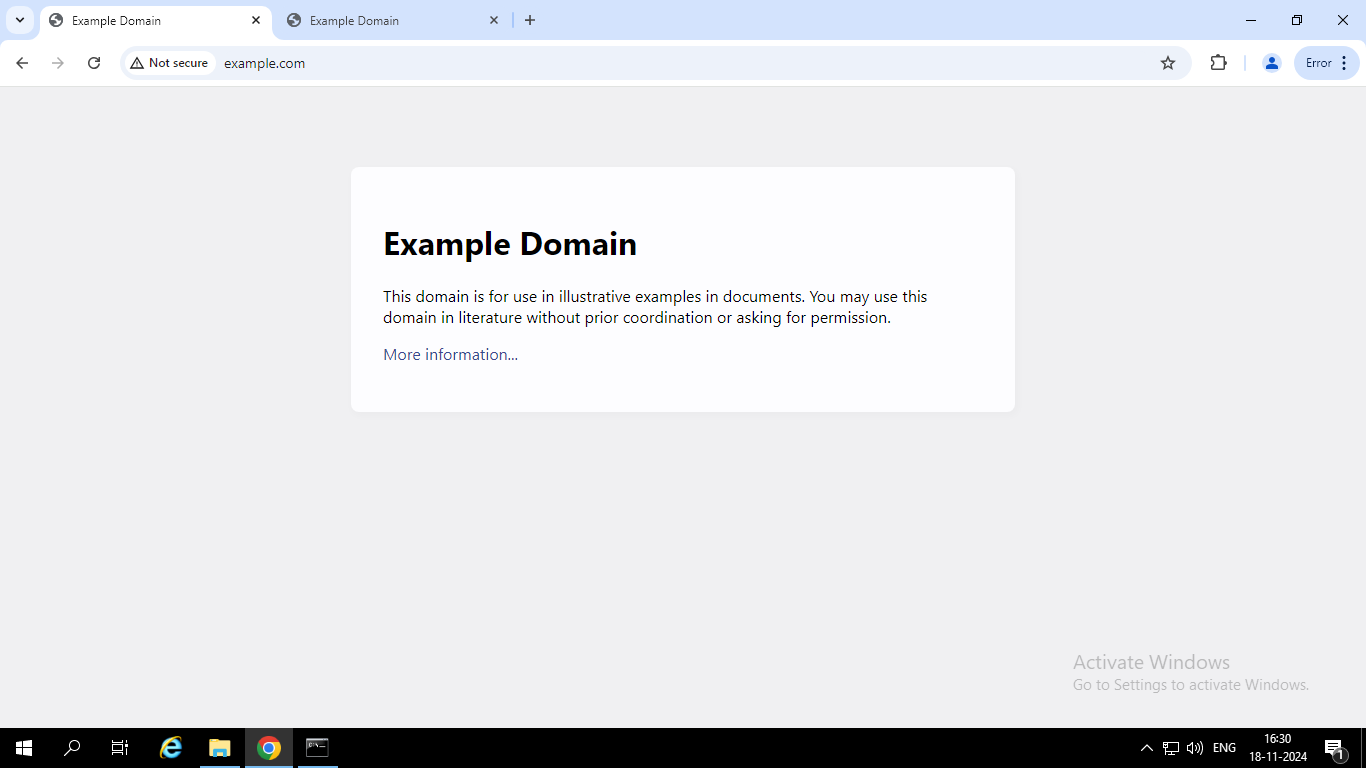 Example Domain
Example Domain
Not secure
example.com
Error
Example Domain
This domain is for use in illustrative examples in documents. You may use this
domain in literature without prior coordination or asking for permission.
More information...
Activate Windows
Go to Settings to activate Windows.
ENG
16:30
18-11-2024
1